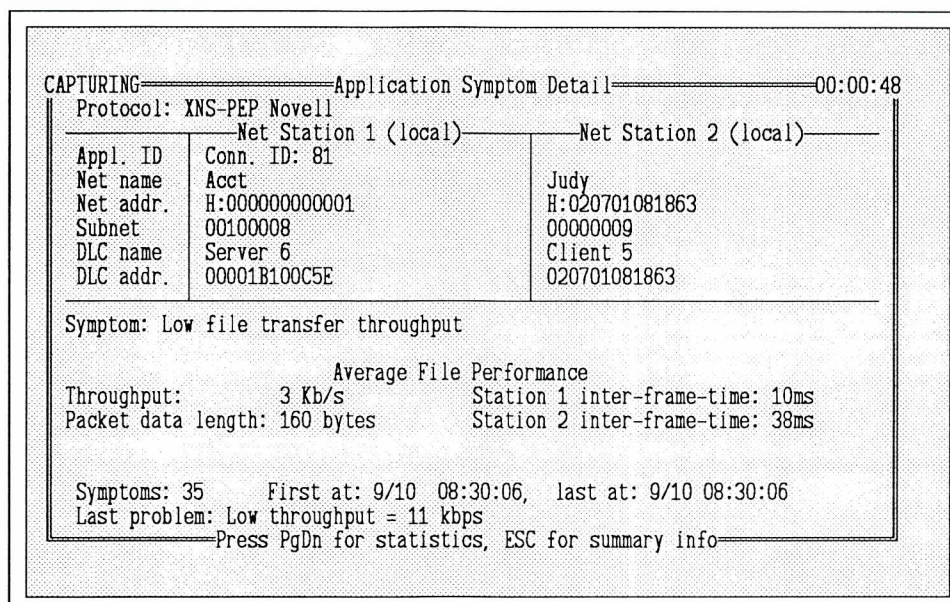 CAPTURING Application Symptom Detail 00:00:48
Protocol: XNS-PEP Novell
Net Station 1 (local) Net Station 2 (local)
Appl. ID Conn. ID: 81
Net name Acct Judy
Net addr. H:000000000001 H:020701081863
Subnet 00100008 00000009
DLC name Server 6 Client 5
DLC addr. 00001B100C5E 020701081863
Symptom: Low file transfer throughput
Average File Performance
Throughput: 3 Kb/s Station 1 inter-frame-time: 10ms
Packet data length: 160 bytes Station 2 inter-frame-time: 38ms
Symptoms: 35 First at: 9/10 08:30:06, last at: 9/10 08:30:06
Last problem: Low throughput = 11 kbps
Press PgDn for statistics, ESC for summary info